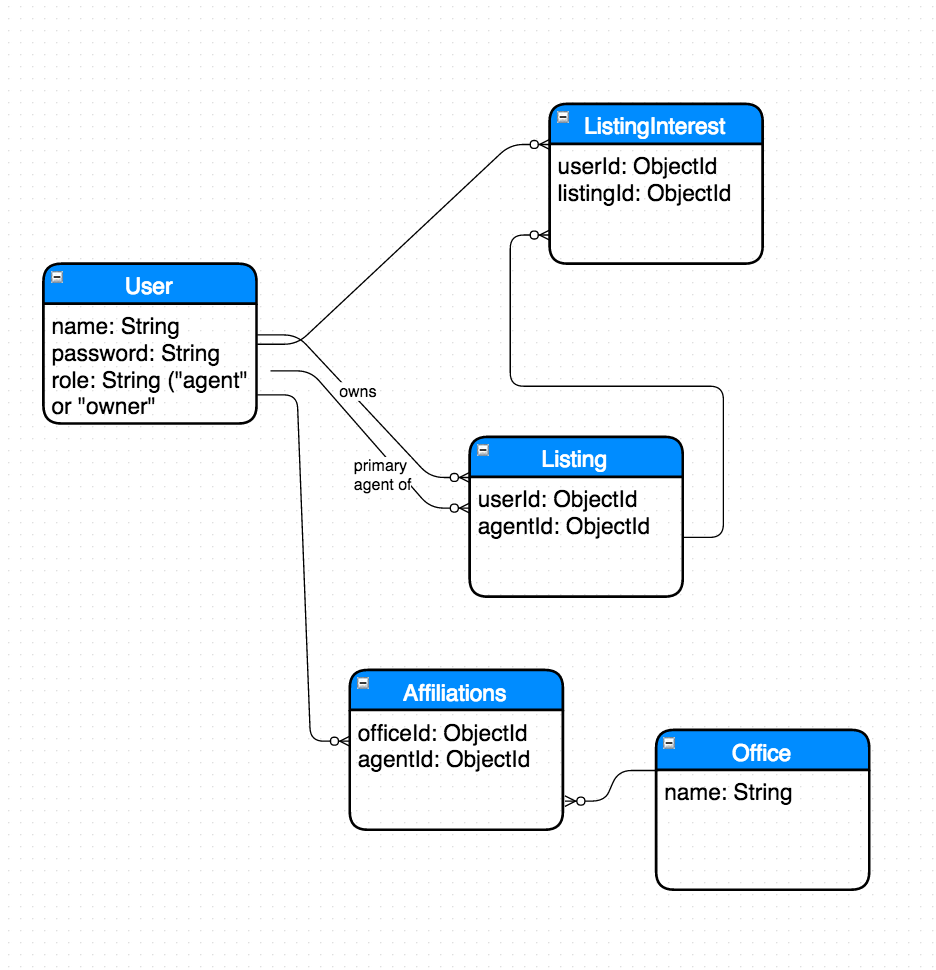 ListingInterest
userId: ObjectId
listingId: ObjectId
User
name: String
password: String
role: String ("agent"
or "owner"
owns
primary
agent of
Listing
userId: ObjectId
agentId: ObjectId
Affiliations
officeId: ObjectId
agentId: ObjectId
Office
name: String